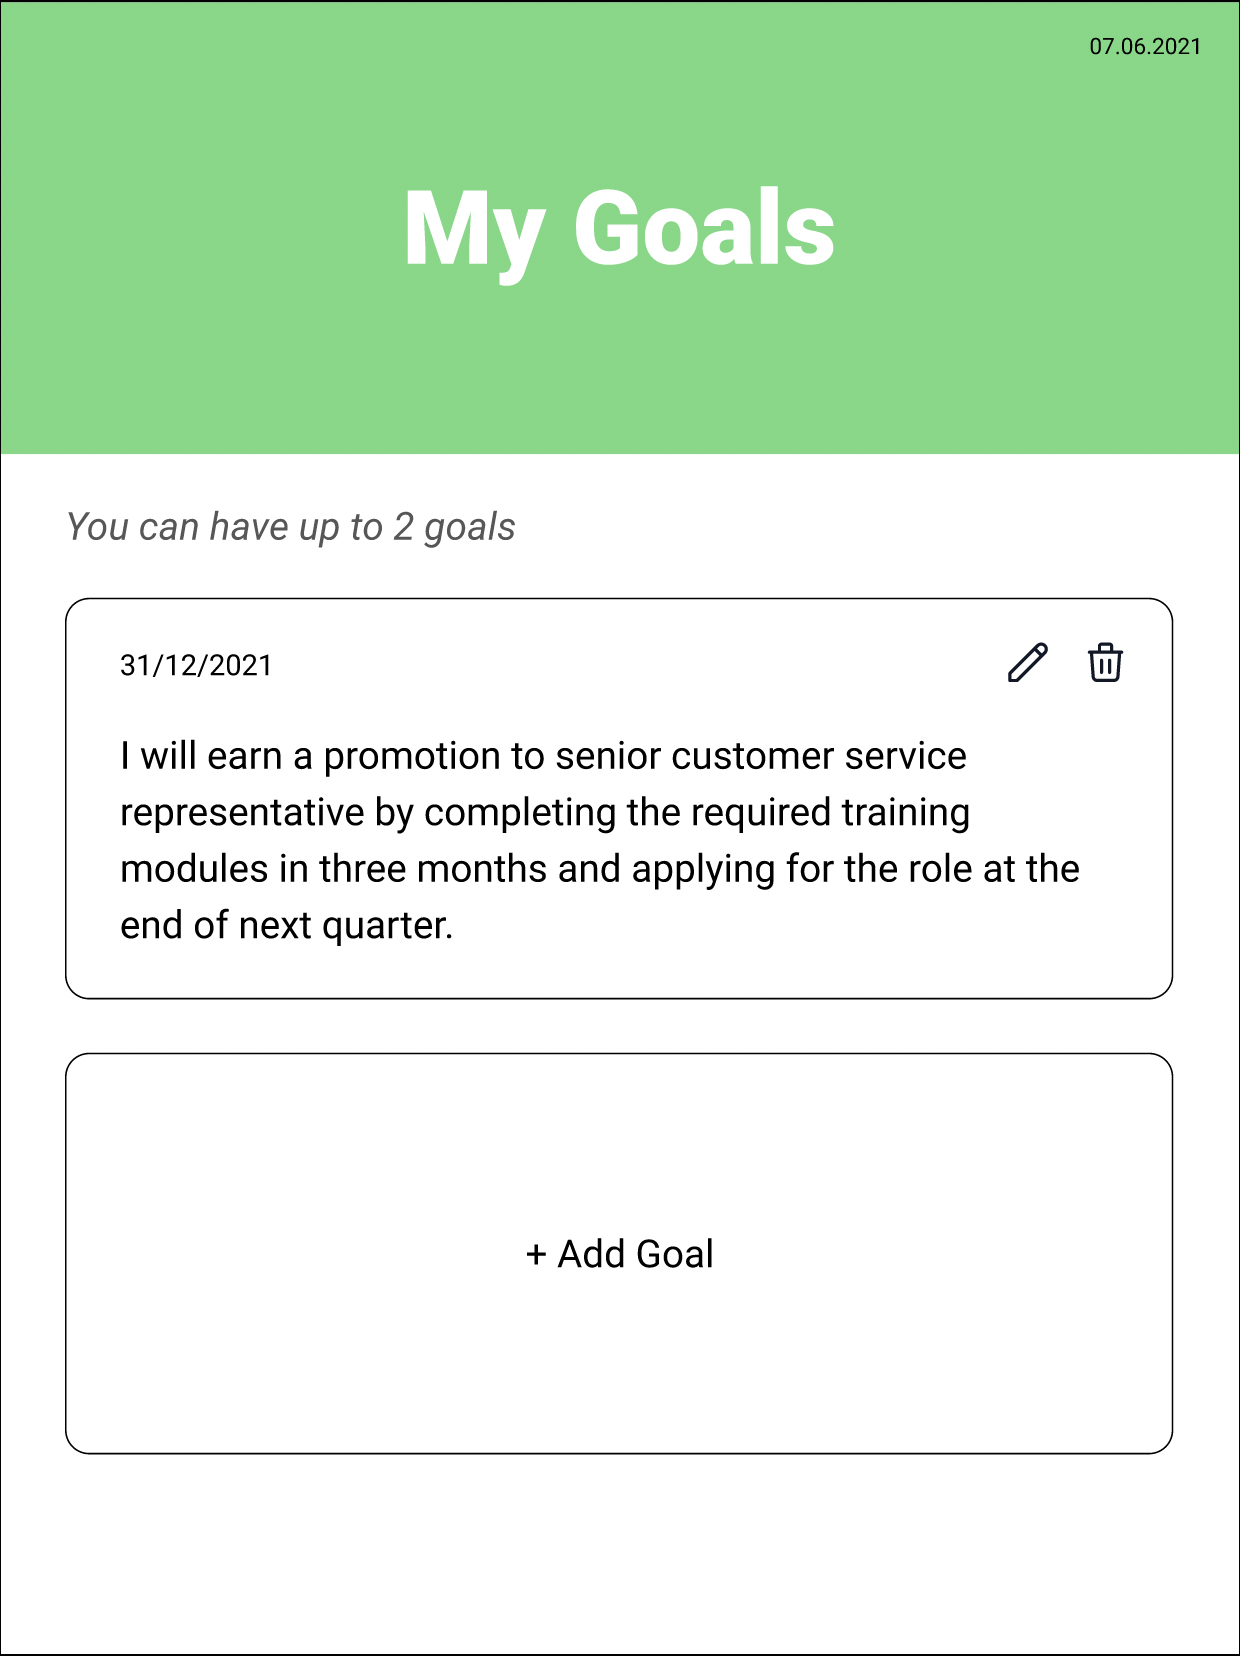 07.06.2021
My Goals
You can have up to 2 goals
31/12/2021
I will earn a promotion to senior customer service
representative by completing the required training
modules in three months and applying for the role at the
end of next quarter.
+ Add Goal